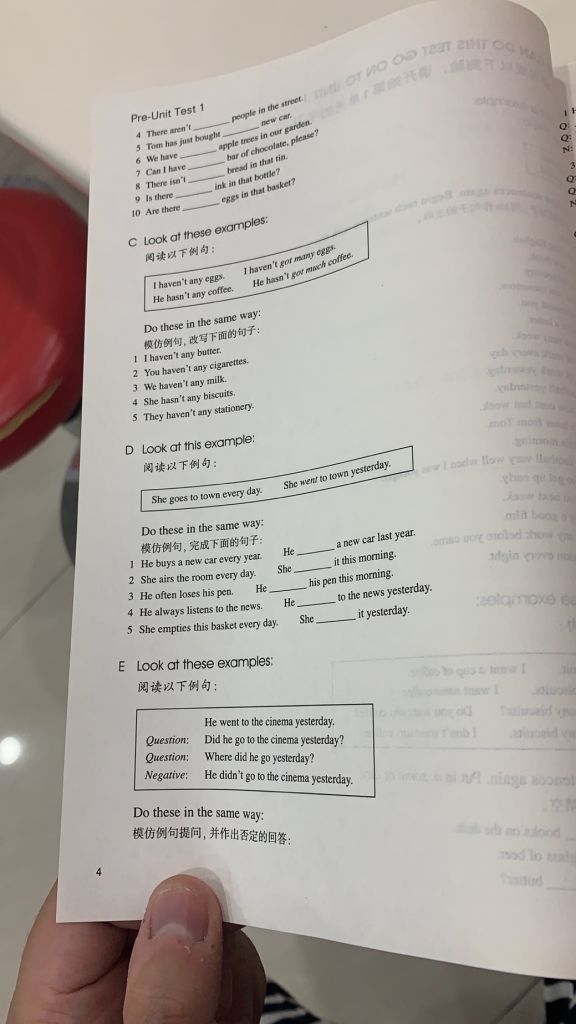 Pre-Unit Test 1
4 There aren't ________ people in the street.
5 Tom has just bought ________ new car.
6 We have ________ apple trees in our garden.
7 Can I have ________ bar of chocolate, please?
8 There isn't ________ bread in that tin.
9 Is there ________ ink in that bottle?
10 Are there ________ eggs in that basket?
C Look at these examples:
阅读以下例句:
I haven't any eggs. I haven't got many eggs.
He hasn't any coffee. He hasn't got much coffee.
Do these in the same way:
模仿例句, 改写下面的句子:
1 I haven't any butter.
2 You haven't any cigarettes.
3 We haven't any milk.
4 She hasn't any biscuits.
5 They haven't any stationery.
D Look at this example:
阅读以下例句:
She goes to town every day. She went to town yesterday.
Do these in the same way:
模仿例句, 完成下面的句子:
1 He buys a new car every year. He ________ a new car last year.
2 She airs the room every day. She ________ it this morning.
3 He often loses his pen. He ________ his pen this morning.
4 He always listens to the news. He ________ to the news yesterday.
5 She empties this basket every day. She ________ it yesterday.
E Look at these examples:
阅读以下例句:
He went to the cinema yesterday.
Question: Did he go to the cinema yesterday?
Question: Where did he go yesterday?
Negative: He didn't go to the cinema yesterday.
Do these in the same way:
模仿例句提问, 并作出否定的回答:
4